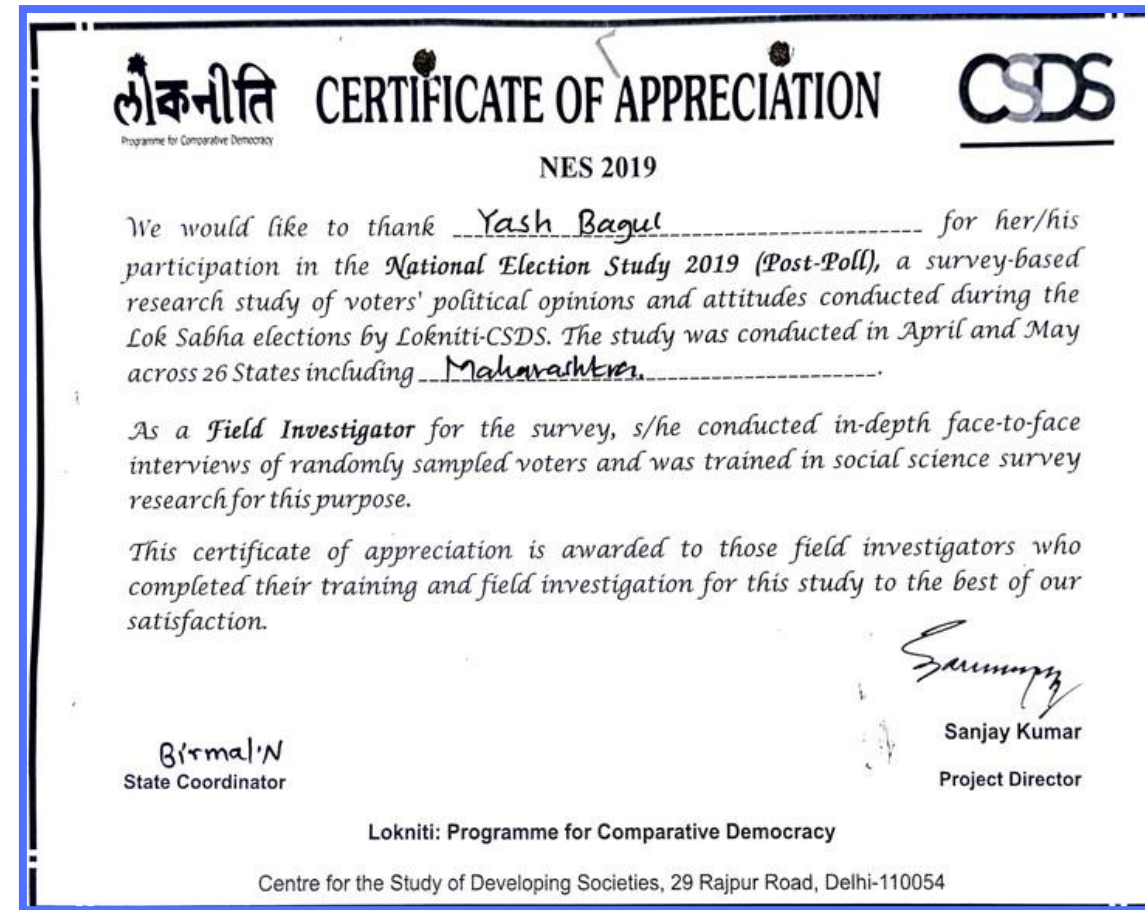 लोकनीति
Programme for Comparative Democracy
CERTIFICATE OF APPRECIATION
CSDS
NES 2019
We would like to thank Yash Bagul for her/his
participation in the National Election Study 2019 (Post-Poll), a survey-based
research study of voters' political opinions and attitudes conducted during the
Lok Sabha elections by Lokniti-CSDS. The study was conducted in April and May
across 26 States including Maharashtra.
As a Field Investigator for the survey, s/he conducted in-depth face-to-face
interviews of randomly sampled voters and was trained in social science survey
research for this purpose.
This certificate of appreciation is awarded to those field investigators who
completed their training and field investigation for this study to the best of our
satisfaction.
Sanjay Kumar
Birmal N
State Coordinator
Project Director
Lokniti: Programme for Comparative Democracy
Centre for the Study of Developing Societies, 29 Rajpur Road, Delhi-110054